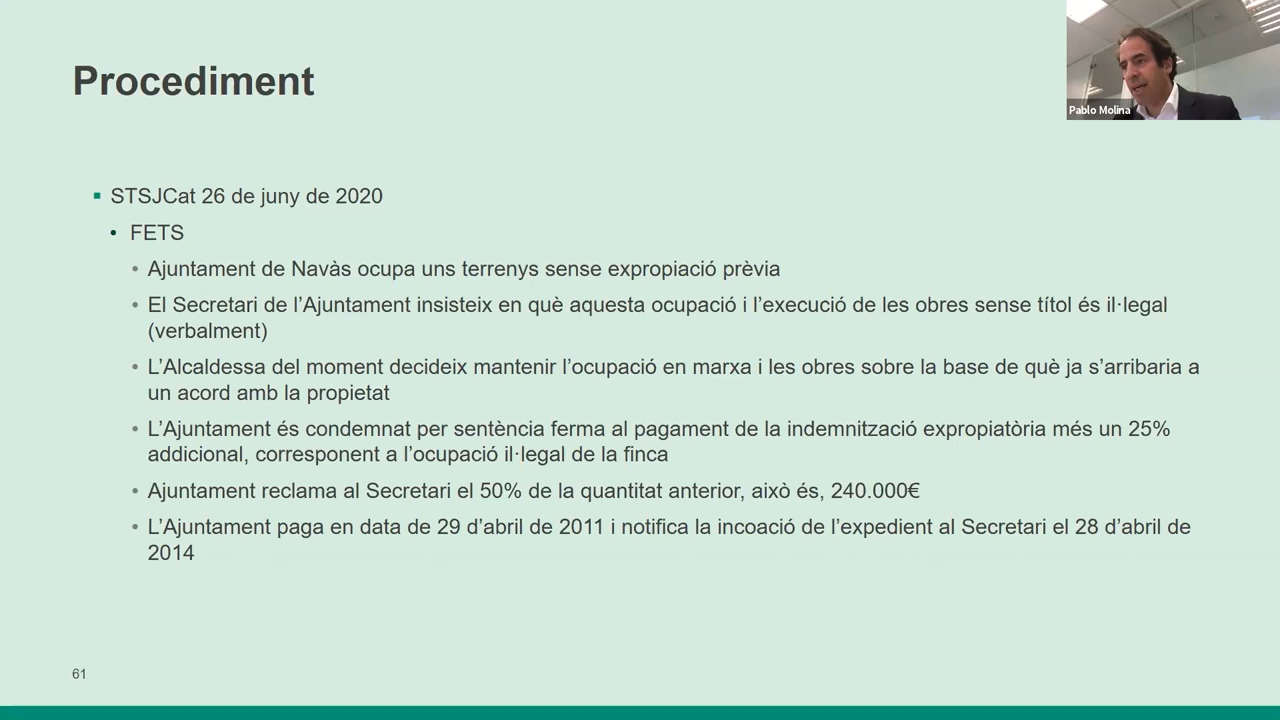 Procediment
Pablo Molina
▪ STSJCat 26 de juny de 2020
• FETS
• Ajuntament de Navàs ocupa uns terrenys sense expropiació prèvia
• El Secretari de l’Ajuntament insisteix en què aquesta ocupació i l’execució de les obres sense títol és il·legal
(verbalment)
• L’Alcaldessa del moment decideix mantenir l’ocupació en marxa i les obres sobre la base de què ja s’arribaria a
un acord amb la propietat
• L’Ajuntament és condemnat per sentència ferma al pagament de la indemnització expropiatòria més un 25%
addicional, corresponent a l’ocupació il·legal de la finca
• Ajuntament reclama al Secretari el 50% de la quantitat anterior, això és, 240.000€
• L’Ajuntament paga en data de 29 d’abril de 2011 i notifica la incoació de l’expedient al Secretari el 28 d’abril de
2014
61